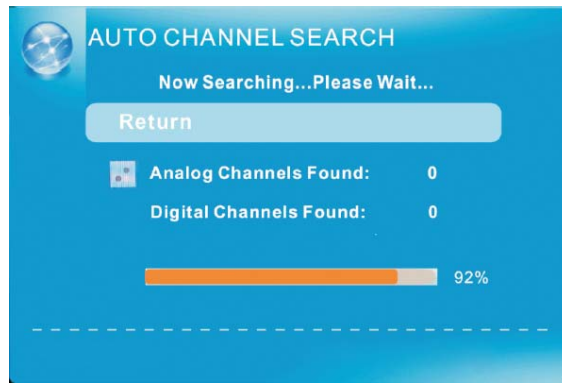 AUTO CHANNEL SEARCH
Now Searching...Please Wait...
Return
Analog Channels Found: 0
Digital Channels Found: 0
92%